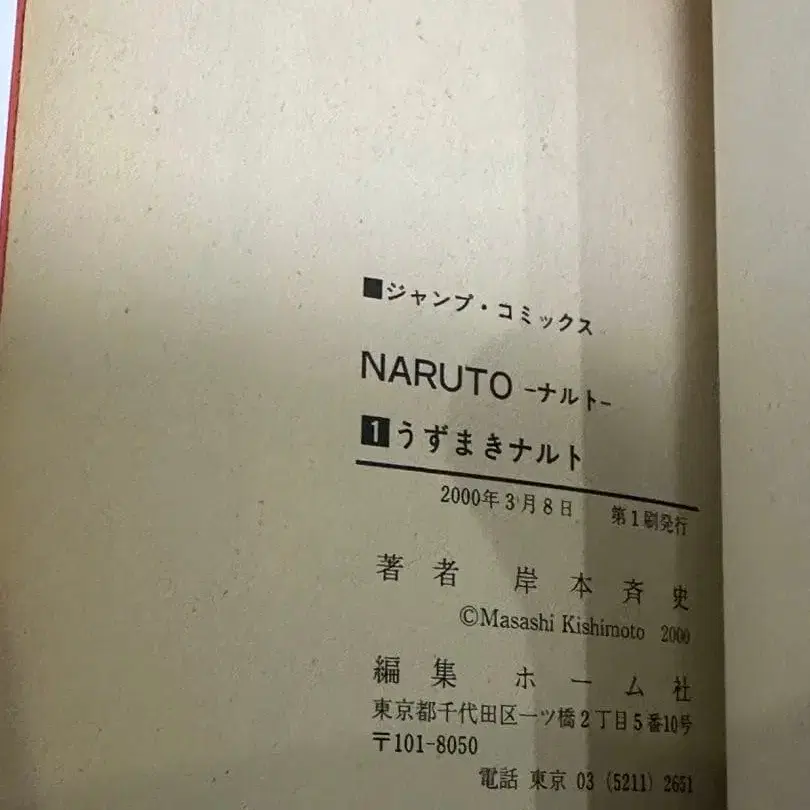 ■ジャンプ・コミックス
NARUTO -ナルト-
1 うずまきナルト
2000年3月8日 第1刷発行
著者 岸本斉史
©Masashi Kishimoto 2000
編集 ホーム社
東京都千代田区一ツ橋2丁目5番10号
〒101-8050
電話 東京 03 (5211) 2651